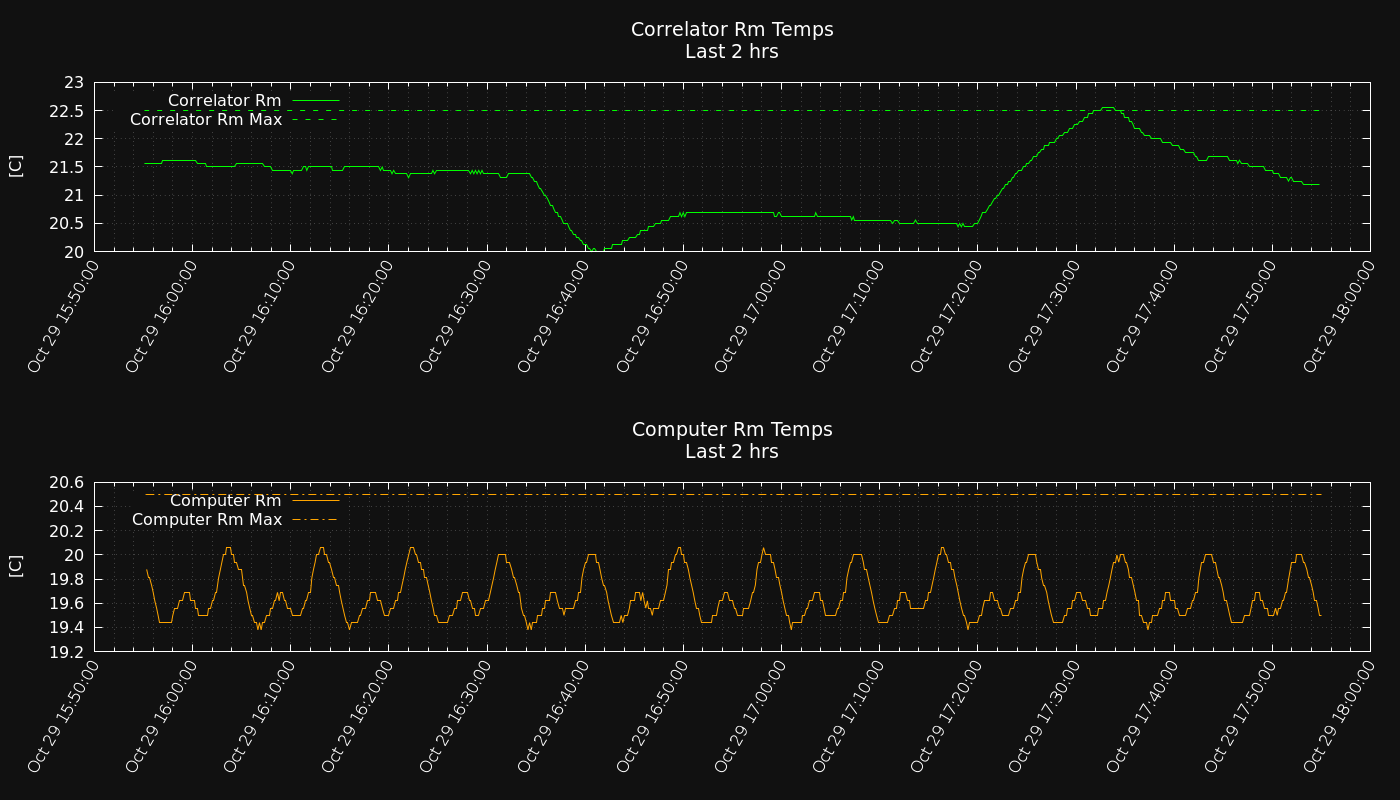 Correlator Rm Temps
Last 2 hrs
[C]
23
22.5
22
21.5
21
20.5
20
Correlator Rm
Correlator Rm Max
Oct 29 15:50:00
Oct 29 16:00:00
Oct 29 16:10:00
Oct 29 16:20:00
Oct 29 16:30:00
Oct 29 16:40:00
Oct 29 16:50:00
Oct 29 17:00:00
Oct 29 17:10:00
Oct 29 17:20:00
Oct 29 17:30:00
Oct 29 17:40:00
Oct 29 17:50:00
Oct 29 18:00:00
Computer Rm Temps
Last 2 hrs
[C]
20.6
20.4
20.2
20
19.8
19.6
19.4
19.2
Computer Rm
Computer Rm Max
Oct 29 15:50:00
Oct 29 16:00:00
Oct 29 16:10:00
Oct 29 16:20:00
Oct 29 16:30:00
Oct 29 16:40:00
Oct 29 16:50:00
Oct 29 17:00:00
Oct 29 17:10:00
Oct 29 17:20:00
Oct 29 17:30:00
Oct 29 17:40:00
Oct 29 17:50:00
Oct 29 18:00:00